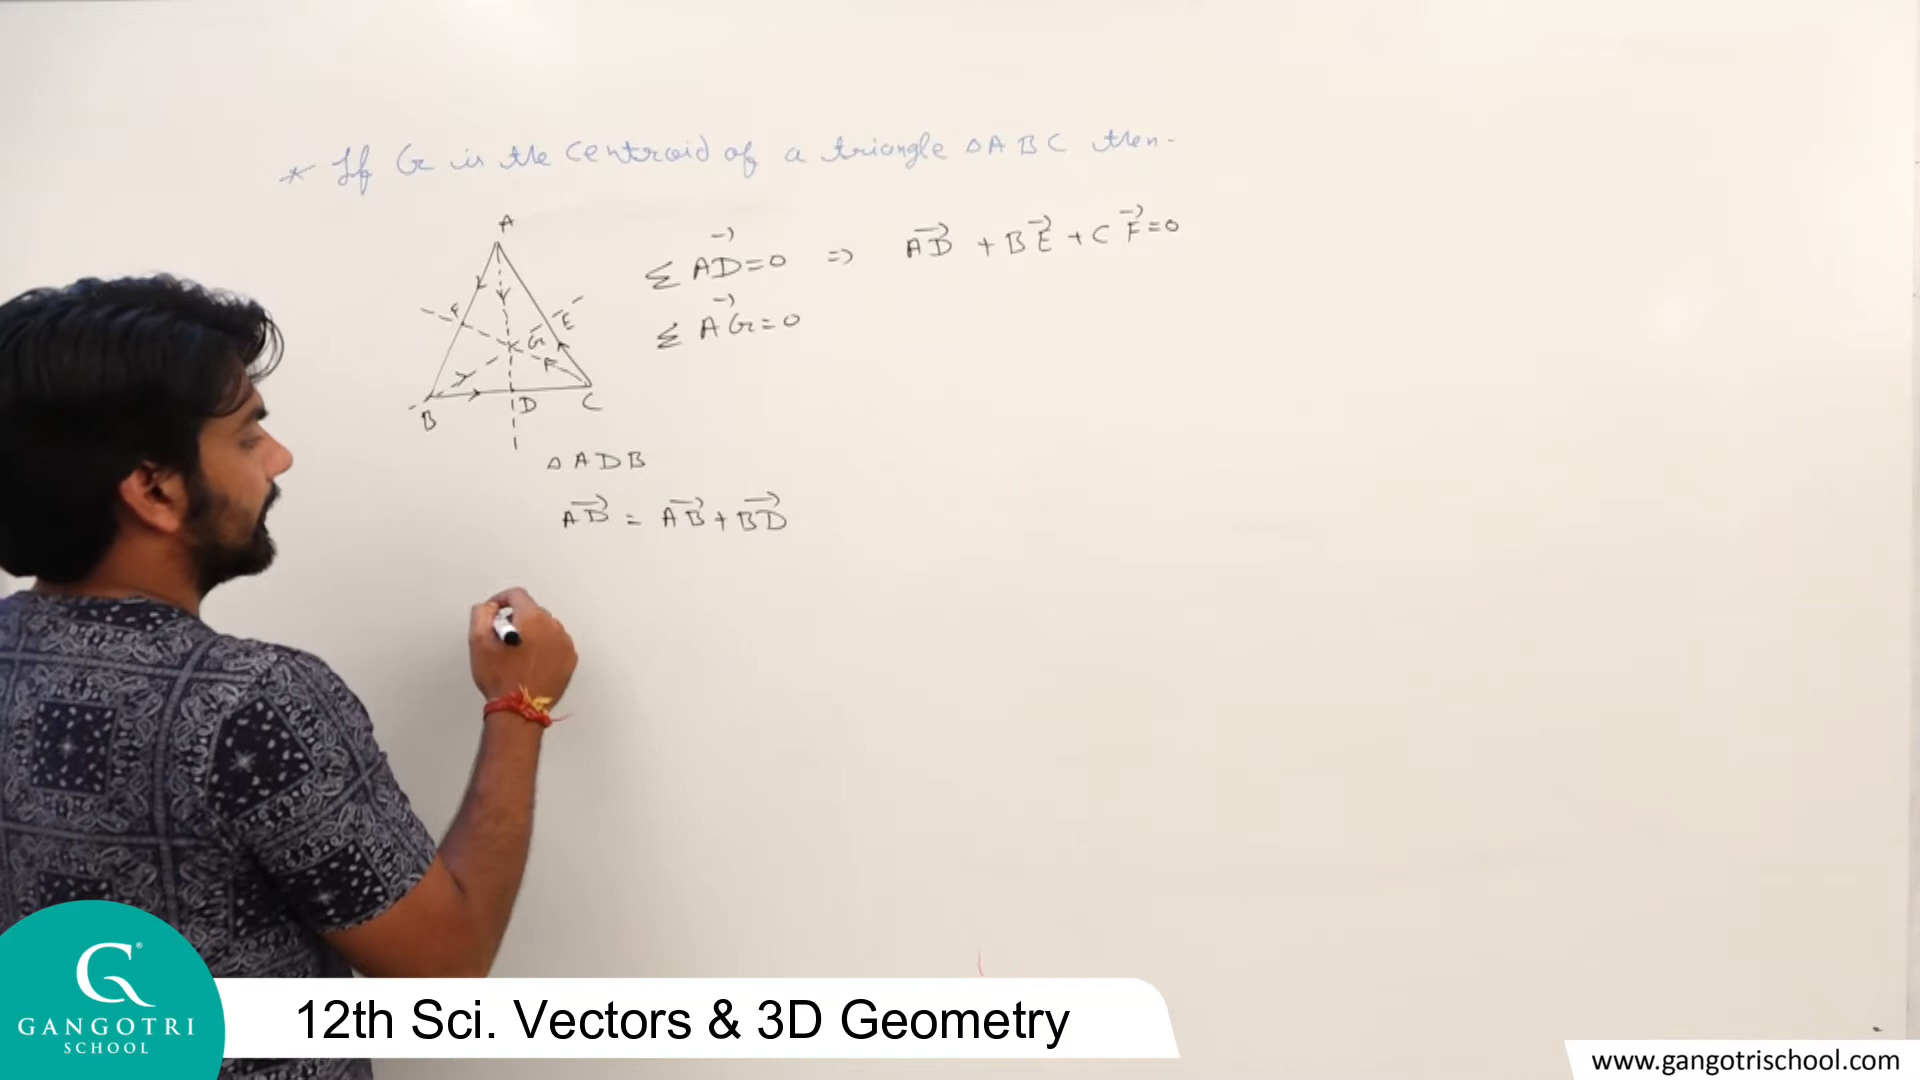 * If G is the centroid of a triangle △ABC then-
A
∑ AD⃗ = 0 ⇒ AD⃗ + BE⃗ + CF⃗ = 0
∑ AG⃗ = 0
F
E
G
B
D
C
△ADB
AD⃗ = AB⃗ + BD⃗
G®
GANGOTRI
SCHOOL
12th Sci. Vectors & 3D Geometry
www.gangotrischool.com